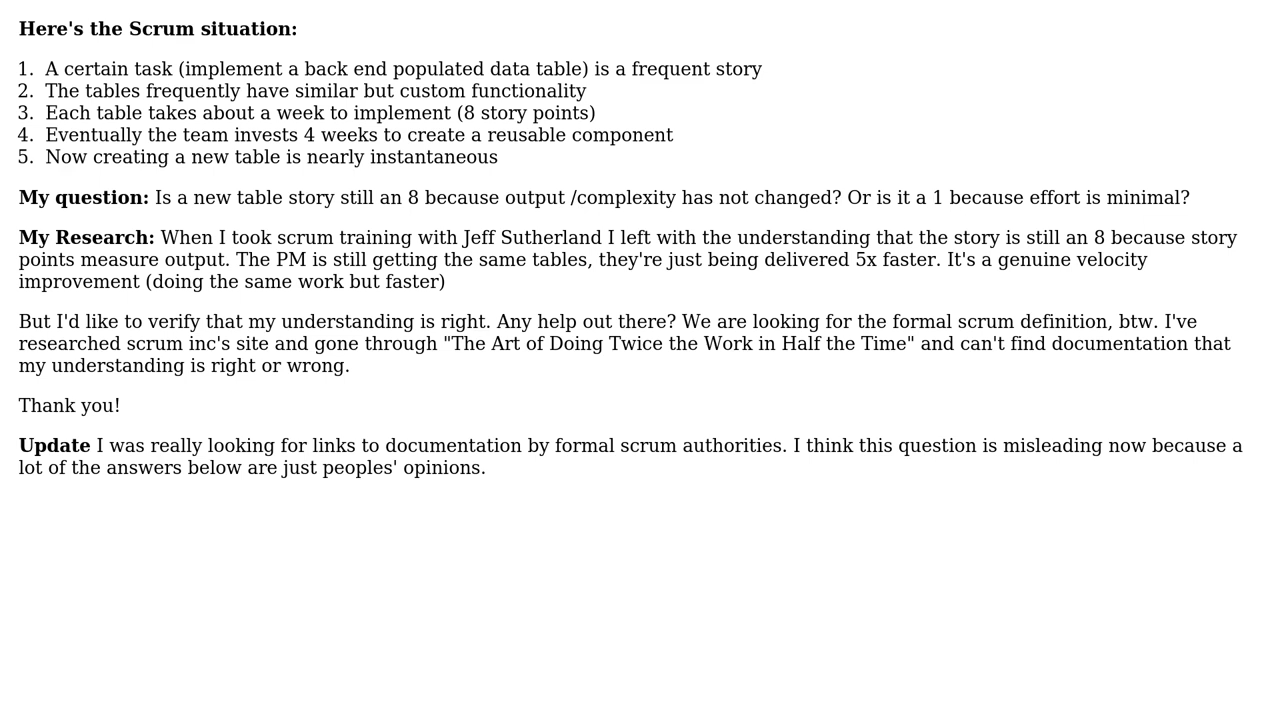 Here's the Scrum situation:
1. A certain task (implement a back end populated data table) is a frequent story
2. The tables frequently have similar but custom functionality
3. Each table takes about a week to implement (8 story points)
4. Eventually the team invests 4 weeks to create a reusable component
5. Now creating a new table is nearly instantaneous
My question: Is a new table story still an 8 because output /complexity has not changed? Or is it a 1 because effort is minimal?
My Research: When I took scrum training with Jeff Sutherland I left with the understanding that the story is still an 8 because story
points measure output. The PM is still getting the same tables, they're just being delivered 5x faster. It's a genuine velocity
improvement (doing the same work but faster)
But I'd like to verify that my understanding is right. Any help out there? We are looking for the formal scrum definition, btw. I've
researched scrum inc's site and gone through "The Art of Doing Twice the Work in Half the Time" and can't find documentation that
my understanding is right or wrong.
Thank you!
Update I was really looking for links to documentation by formal scrum authorities. I think this question is misleading now because a
lot of the answers below are just peoples' opinions.